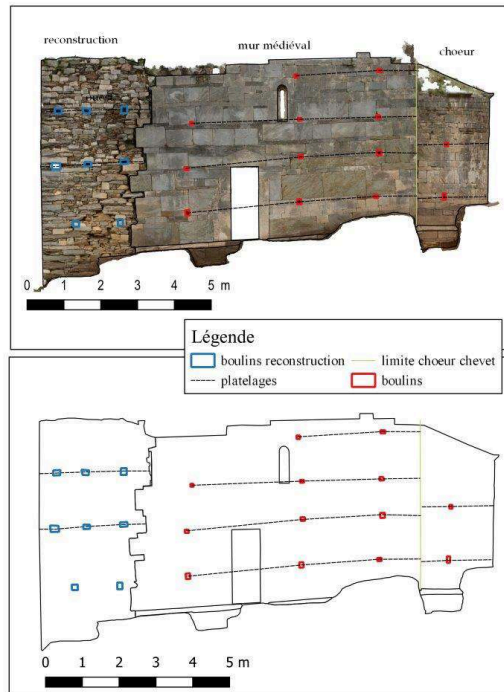 reconstruction
mur médiéval
choeur
0 1 2 3 4 5 m
Légende
boulins reconstruction
limite choeur chevet
platelages
boulins
0 1 2 3 4 5 m